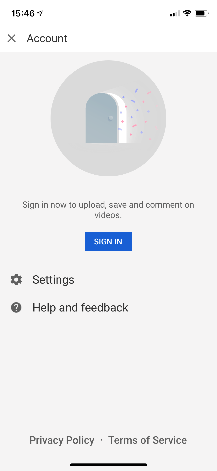 15:46
Account
Sign in now to upload, save and comment on
videos.
SIGN IN
Settings
Help and feedback
Privacy Policy · Terms of Service